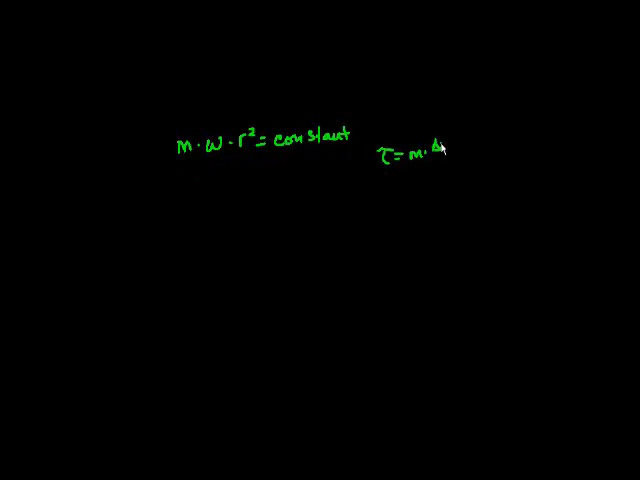 m · ω · r² = constant
τ = m · Δ